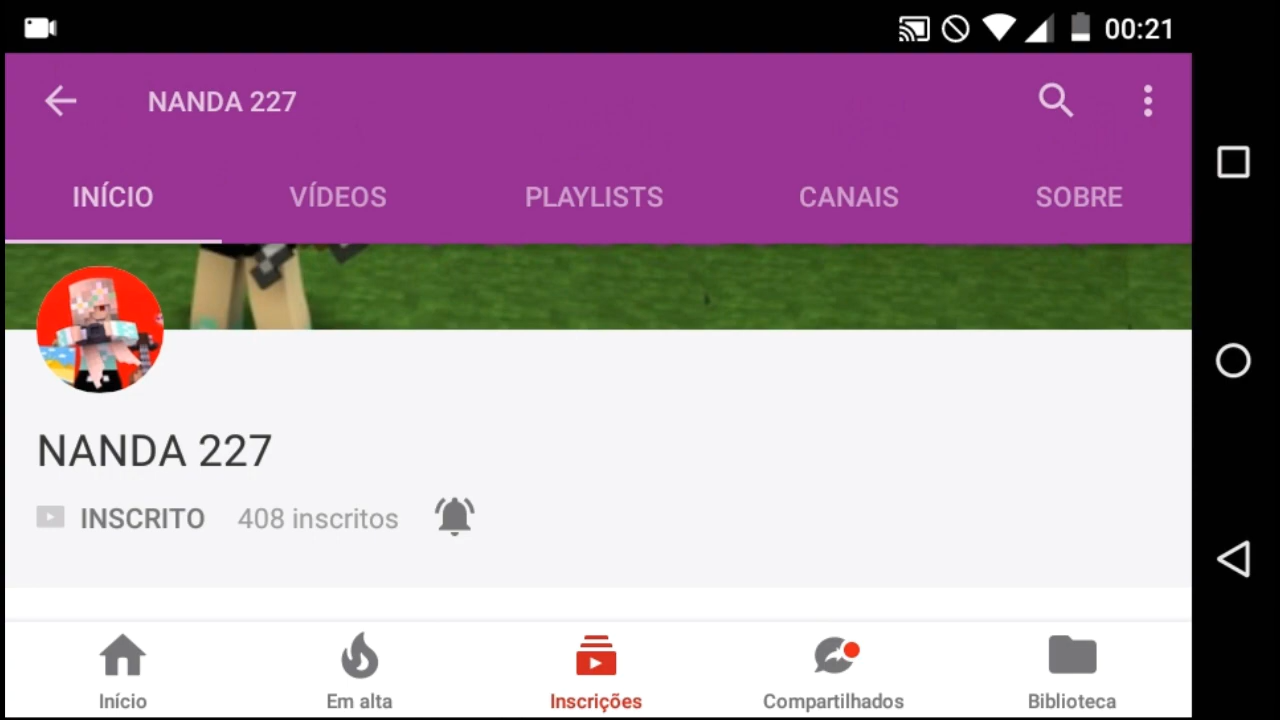 00:21
NANDA 227
INÍCIO VÍDEOS PLAYLISTS CANAIS SOBRE
NANDA 227
INSCRITO 408 inscritos
Início Em alta Inscrições Compartilhados Biblioteca